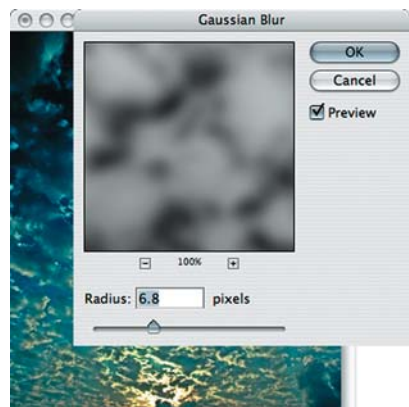 Gaussian Blur
OK
Cancel
Preview
100%
Radius: 6.8 pixels